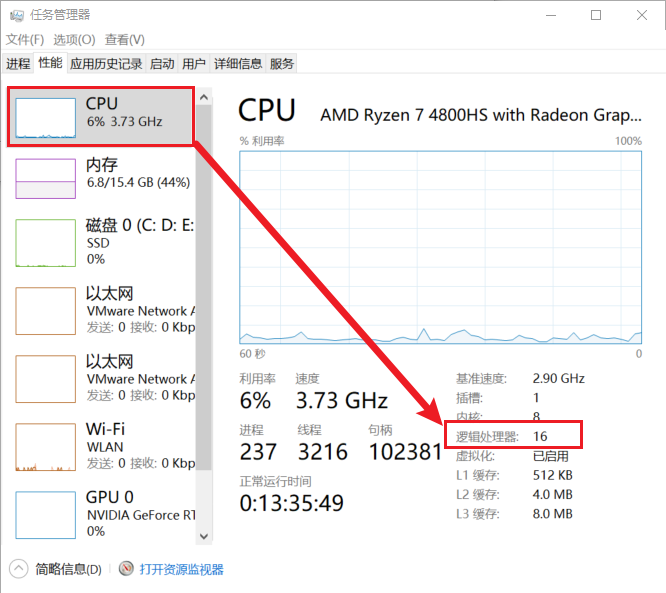 任务管理器
文件(F) 选项(O) 查看(V)
进程 性能 应用历史记录 启动 用户 详细信息 服务
CPU
6% 3.73 GHz
内存
6.8/15.4 GB (44%)
磁盘 0 (C: D: E:
SSD
0%
以太网
VMware Network A
发送: 0 接收: 0 Kbp
以太网
VMware Network A
发送: 0 接收: 0 Kbp
Wi-Fi
WLAN
发送: 0 接收: 0 Kbp
GPU 0
NVIDIA GeForce RT
0%
CPU AMD Ryzen 7 4800HS with Radeon Grap...
% 利用率 100%
60 秒 0
利用率 速度
6% 3.73 GHz
进程 线程 句柄
237 3216 102381
正常运行时间
0:13:35:49
基准速度: 2.90 GHz
插槽: 1
内核: 8
逻辑处理器: 16
虚拟化: 已启用
L1 缓存: 512 KB
L2 缓存: 4.0 MB
L3 缓存: 8.0 MB
简略信息(D) 打开资源监视器